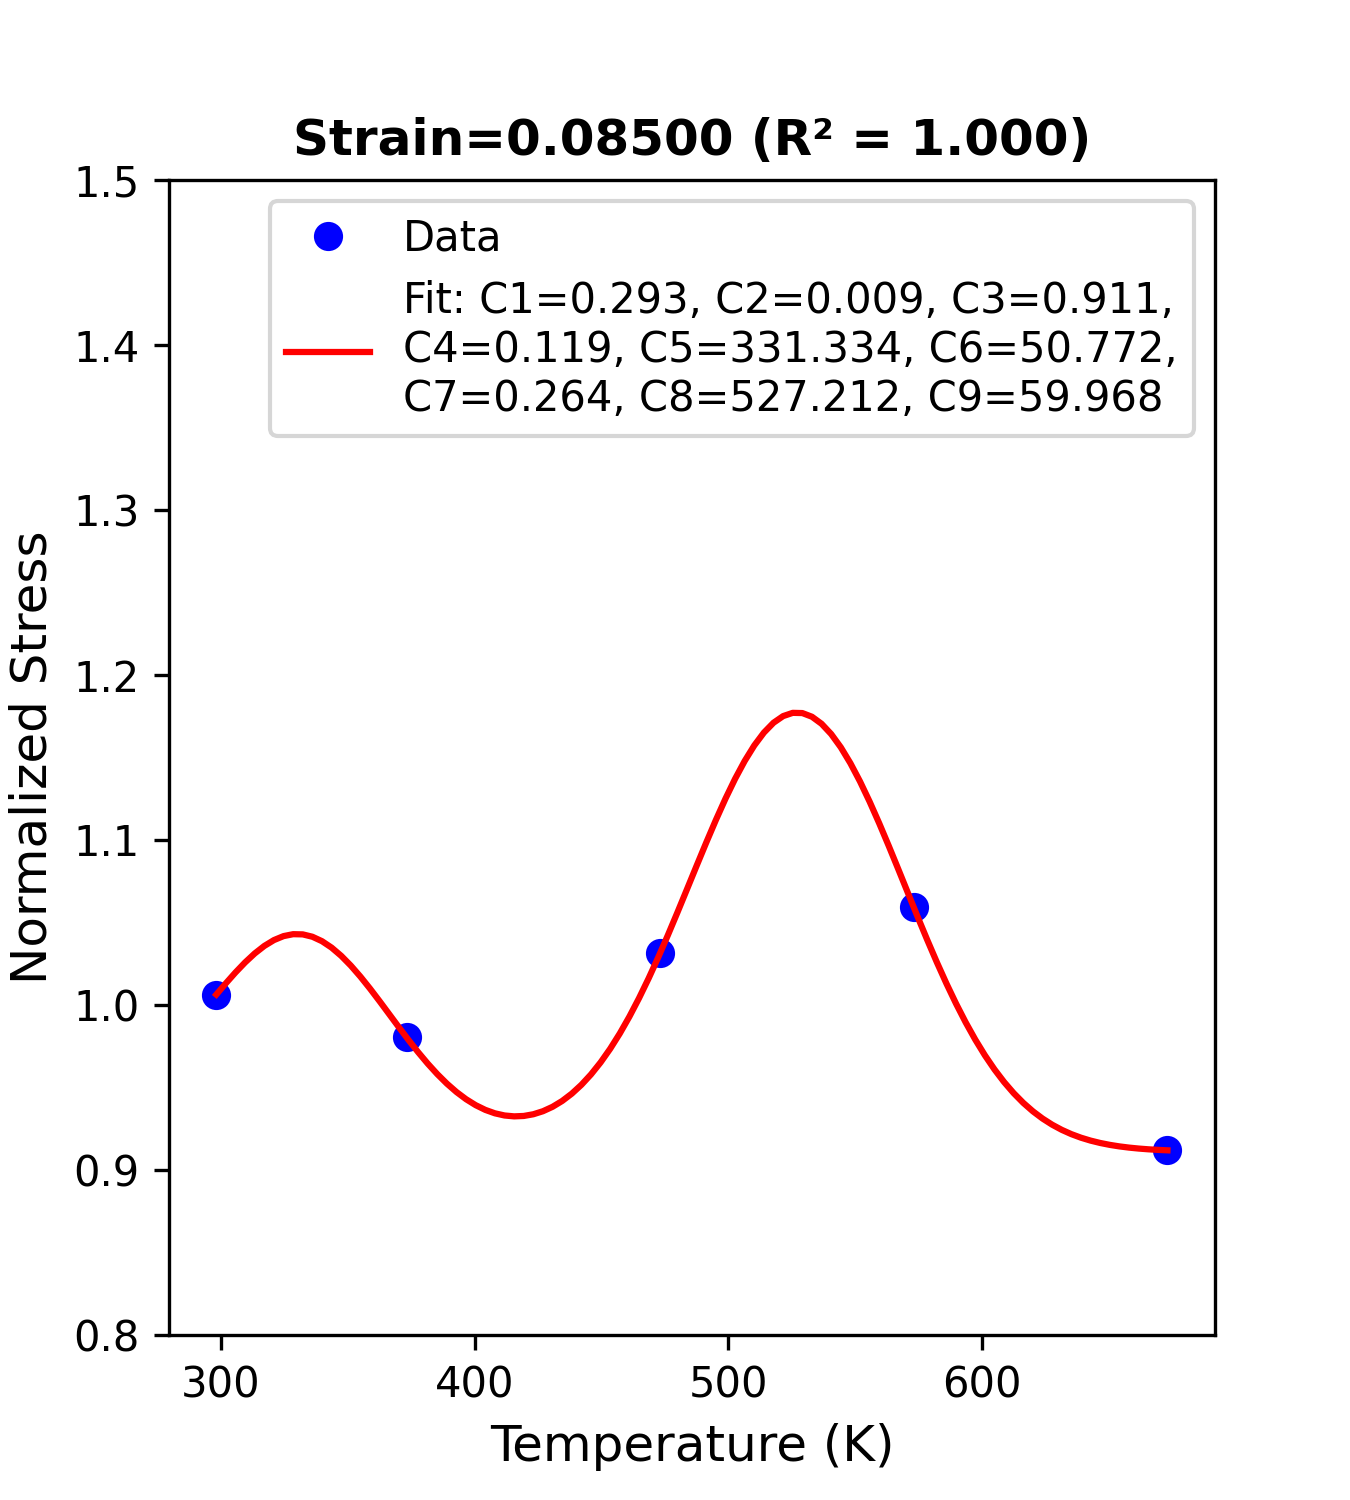 Strain=0.08500 (R² = 1.000)
Data
Fit: C1=0.293, C2=0.009, C3=0.911,
C4=0.119, C5=331.334, C6=50.772,
C7=0.264, C8=527.212, C9=59.968
Normalized Stress
1.5
1.4
1.3
1.2
1.1
1.0
0.9
0.8
300 400 500 600
Temperature (K)